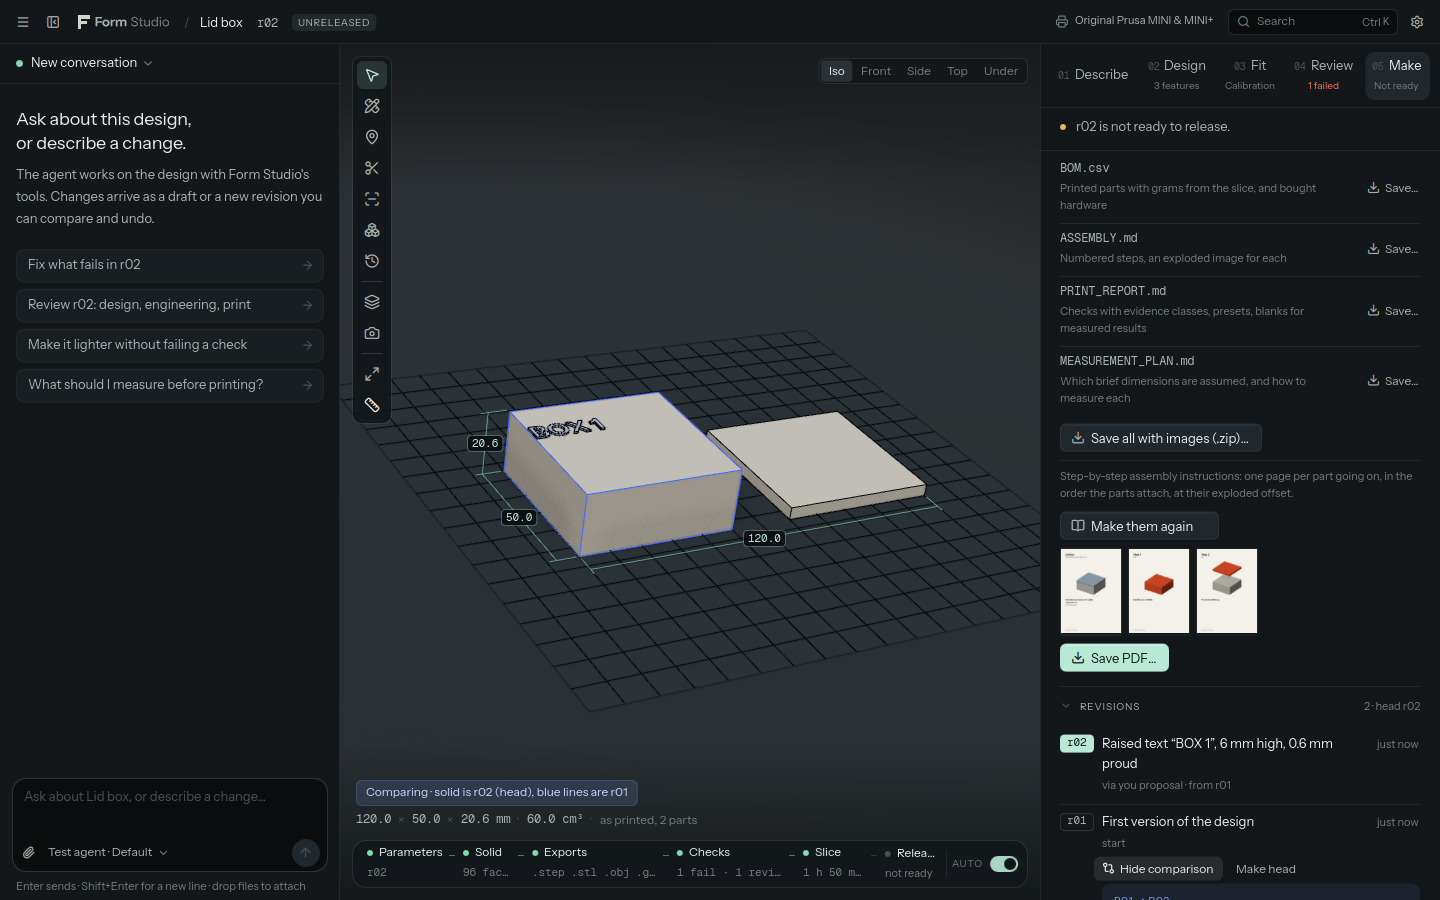 Form Studio / Lid box r02 UNRELEASED
Original Prusa MINI & MINI+
Search Ctrl K
New conversation
Ask about this design,
or describe a change.
The agent works on the design with Form Studio's
tools. Changes arrive as a draft or a new revision you
can compare and undo.
Fix what fails in r02
Review r02: design, engineering, print
Make it lighter without failing a check
What should I measure before printing?
Ask about Lid box, or describe a change...
Test agent · Default
Enter sends · Shift+Enter for a new line · drop files to attach
Iso Front Side Top Under
BOX 1
20.6
50.0
120.0
Comparing · solid is r02 (head), blue lines are r01
120.0 × 50.0 × 20.6 mm · 60.0 cm³ · as printed, 2 parts
Parameters
r02
Solid
96 fac...
Exports
.step .stl .obj .g...
Checks
1 fail · 1 revi...
Slice
1 h 50 m...
Relea...
not ready
AUTO
01 Describe
02 Design
3 features
03 Fit
Calibration
04 Review
1 failed
05 Make
Not ready
r02 is not ready to release.
BOM.csv
Printed parts with grams from the slice, and bought
hardware
Save...
ASSEMBLY.md
Numbered steps, an exploded image for each
Save...
PRINT_REPORT.md
Checks with evidence classes, presets, blanks for
measured results
Save...
MEASUREMENT_PLAN.md
Which brief dimensions are assumed, and how to
measure each
Save...
Save all with images (.zip)...
Step-by-step assembly instructions: one page per part going on, in the
order the parts attach, at their exploded offset.
Make them again
Save PDF...
REVISIONS 2 · head r02
r02 Raised text “BOX 1”, 6 mm high, 0.6 mm
proud
just now
via you proposal · from r01
r01 First version of the design just now
start
Hide comparison Make head